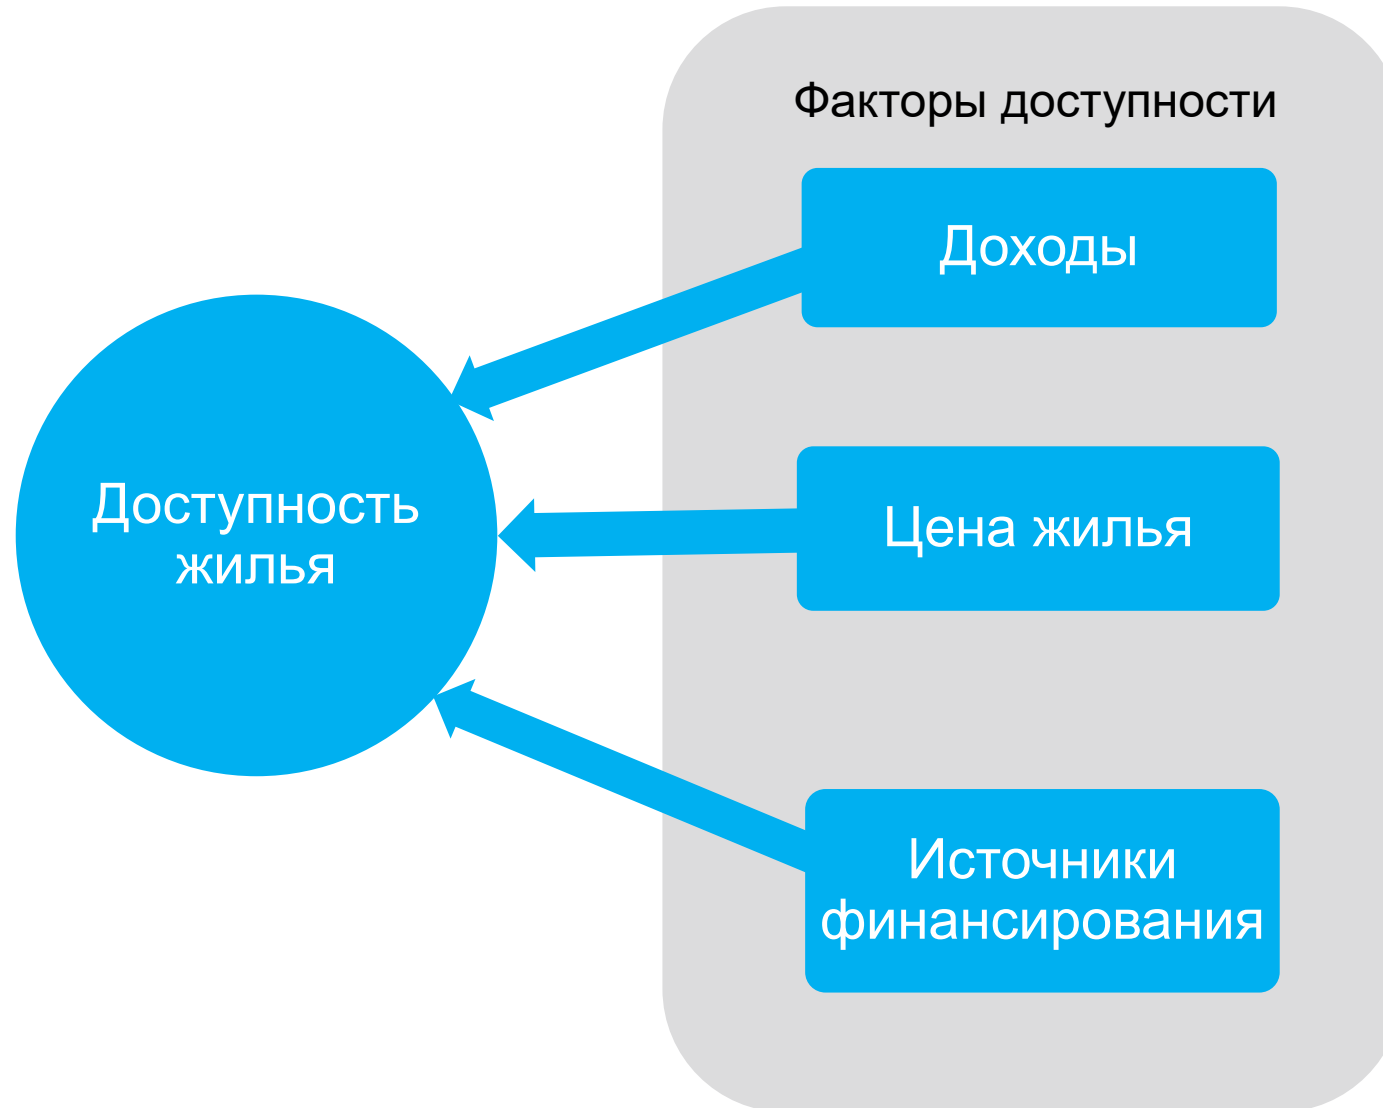 Факторы доступности
Доходы
Доступность
жилья
Цена жилья
Источники
финансирования